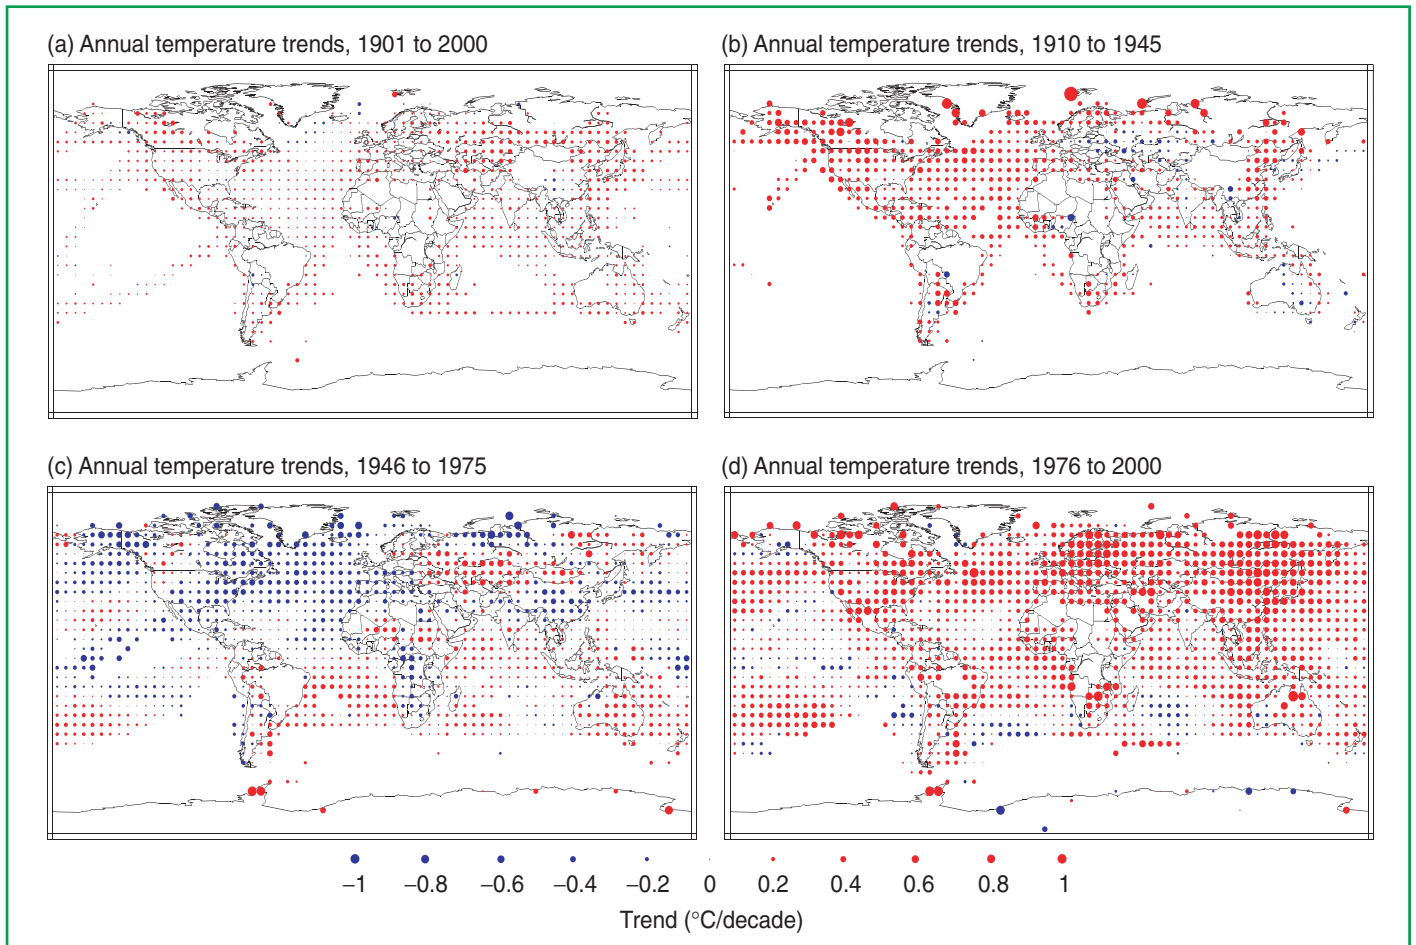 (a) Annual temperature trends, 1901 to 2000
(b) Annual temperature trends, 1910 to 1945
(c) Annual temperature trends, 1946 to 1975
(d) Annual temperature trends, 1976 to 2000
−1 −0.8 −0.6 −0.4 −0.2 0 0.2 0.4 0.6 0.8 1
Trend (°C/decade)